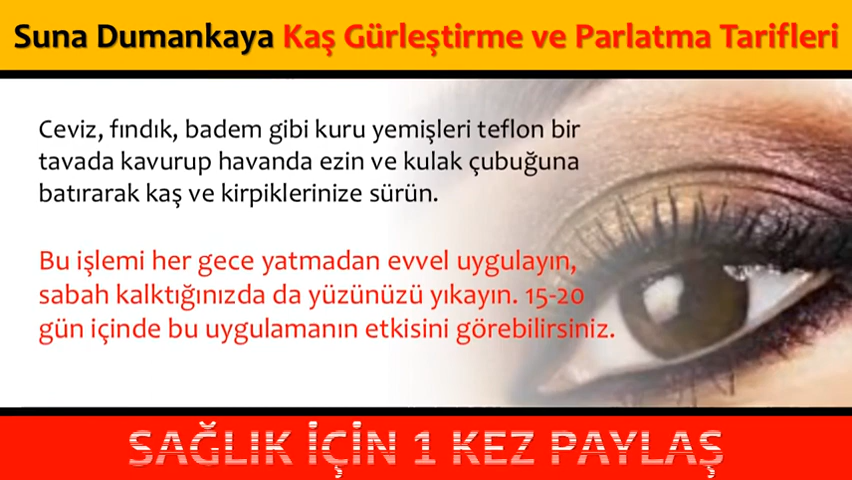 Suna Dumankaya Kaş Gürleştirme ve Parlatma Tarifleri
Ceviz, fındık, badem gibi kuru yemişleri teflon bir
tavada kavurup havanda ezin ve kulak çubuğuna
batırarak kaş ve kirpiklerinize sürün.
Bu işlemi her gece yatmadan evvel uygulayın,
sabah kalktığınızda da yüzünüzü yıkayın. 15-20
gün içinde bu uygulamanın etkisini görebilirsiniz.
SAĞLIK İÇİN 1 KEZ PAYLAŞ